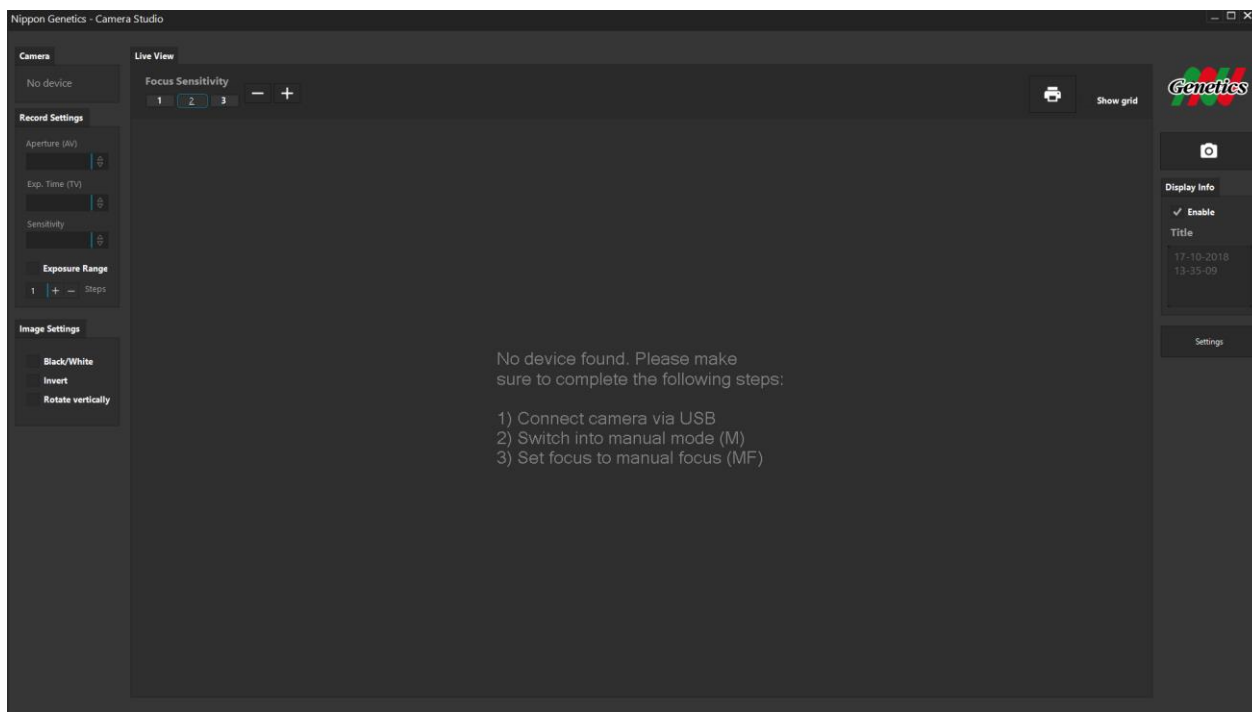 Nippon Genetics - Camera Studio
Camera
No device
Record Settings
Aperture (AV)
Exp. Time (TV)
Sensitivity
Exposure Range
1 + − Steps
Image Settings
Black/White
Invert
Rotate vertically
Live View
Focus Sensitivity
1 2 3 − +
Show grid
No device found. Please make
sure to complete the following steps:
1) Connect camera via USB
2) Switch into manual mode (M)
3) Set focus to manual focus (MF)
Genetics
Display Info
Enable
Title
17-10-2018
13-35-09
Settings